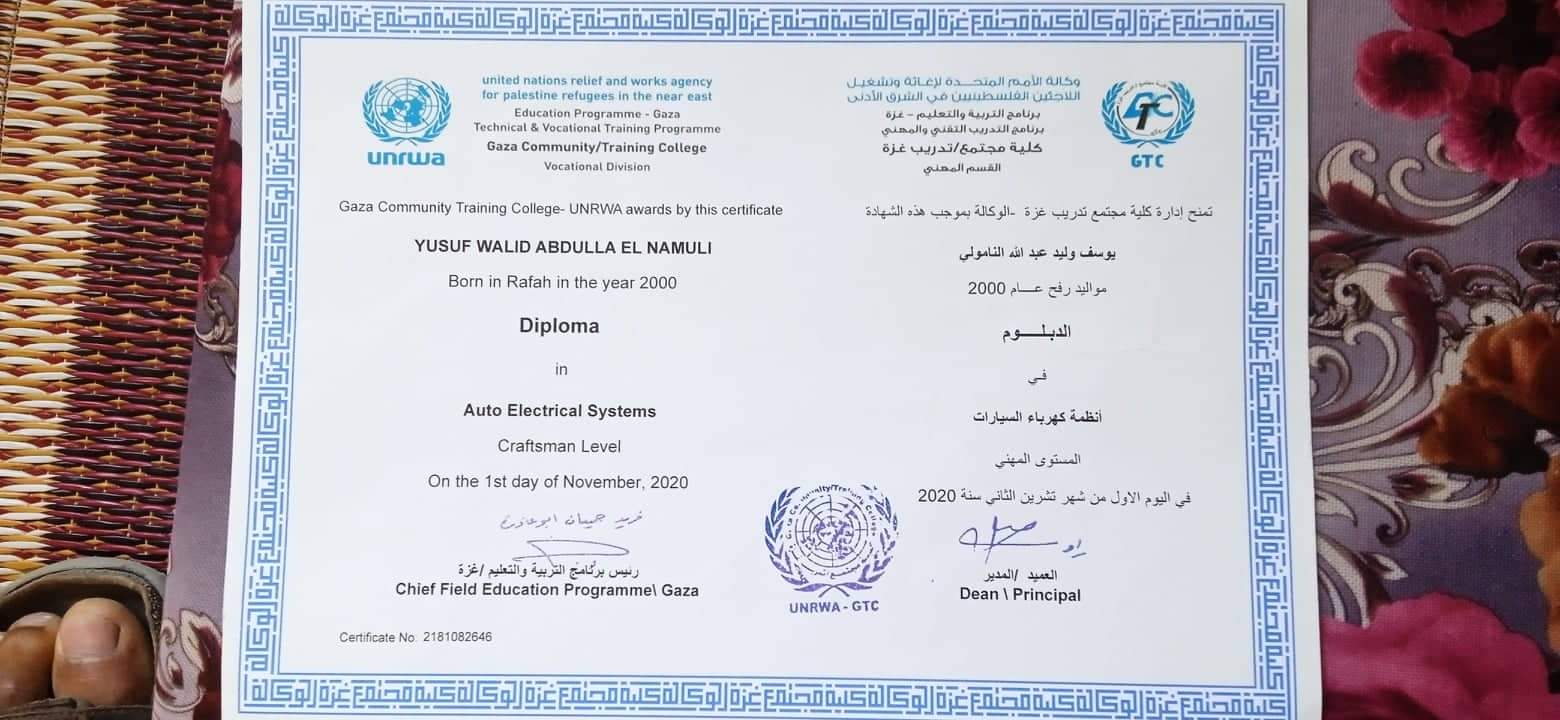 united nations relief and works agency
for palestine refugees in the near east
Education Programme - Gaza
Technical & Vocational Training Programme
Gaza Community/Training College
Vocational Division
unrwa
وكالة الأمم المتحدة لإغاثة وتشغيل
اللاجئين الفلسطينيين في الشرق الأدنى
برنامج التربية والتعليم - غزة
برنامج التدريب التقني والمهني
كلية مجتمع/تدريب غزة
القسم المهني
GTC
Gaza Community Training College- UNRWA awards by this certificate
YUSUF WALID ABDULLA EL NAMULI
Born in Rafah in the year 2000
Diploma
in
Auto Electrical Systems
Craftsman Level
On the 1st day of November, 2020
تمنح إدارة كلية مجتمع تدريب غزة -الوكالة بموجب هذه الشهادة
يوسف وليد عبد الله النامولي
مواليد رفح عـــام 2000
الدبلـــــوم
في
أنظمة كهرباء السيارات
المستوى المهني
في اليوم الاول من شهر تشرين الثاني سنة 2020
رئيس برنامج التربية والتعليم /غزة
Chief Field Education Programme\ Gaza
UNRWA - GTC
العميد /المدير
Dean \ Principal
Certificate No. 2181082646